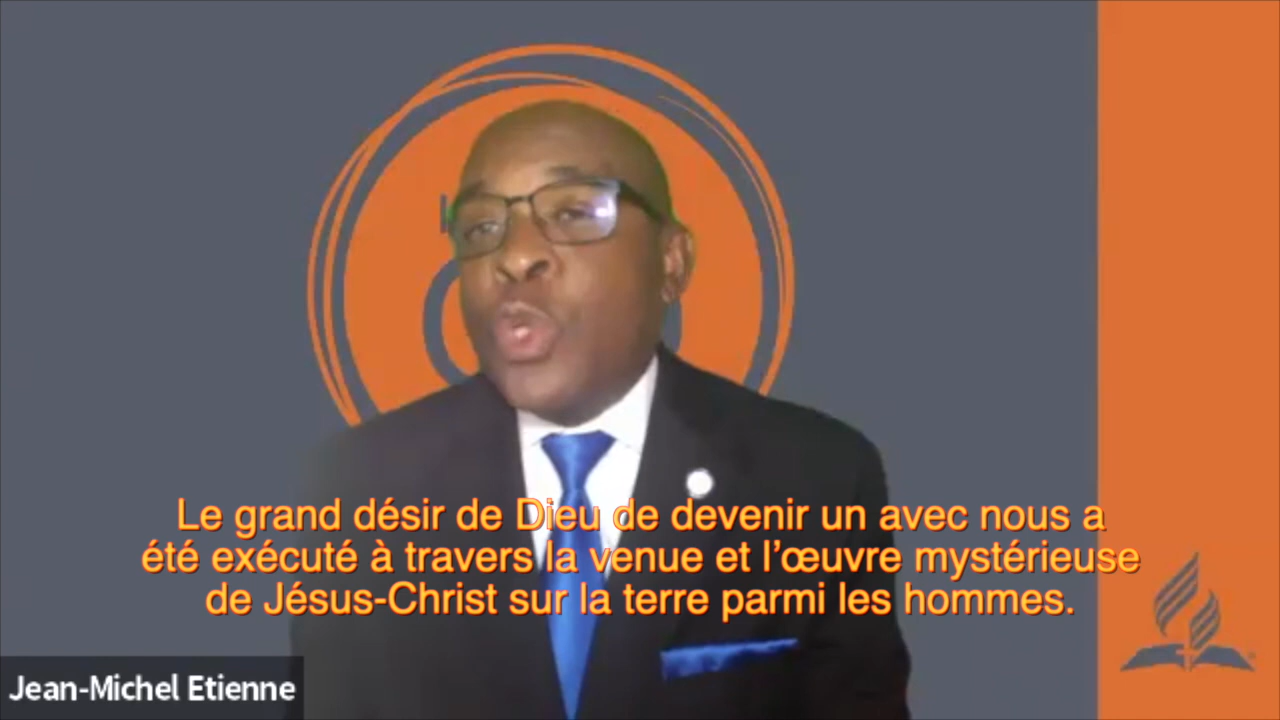 Le grand désir de Dieu de devenir un avec nous a
été exécuté à travers la venue et l’œuvre mystérieuse
de Jésus-Christ sur la terre parmi les hommes.
Jean-Michel Etienne